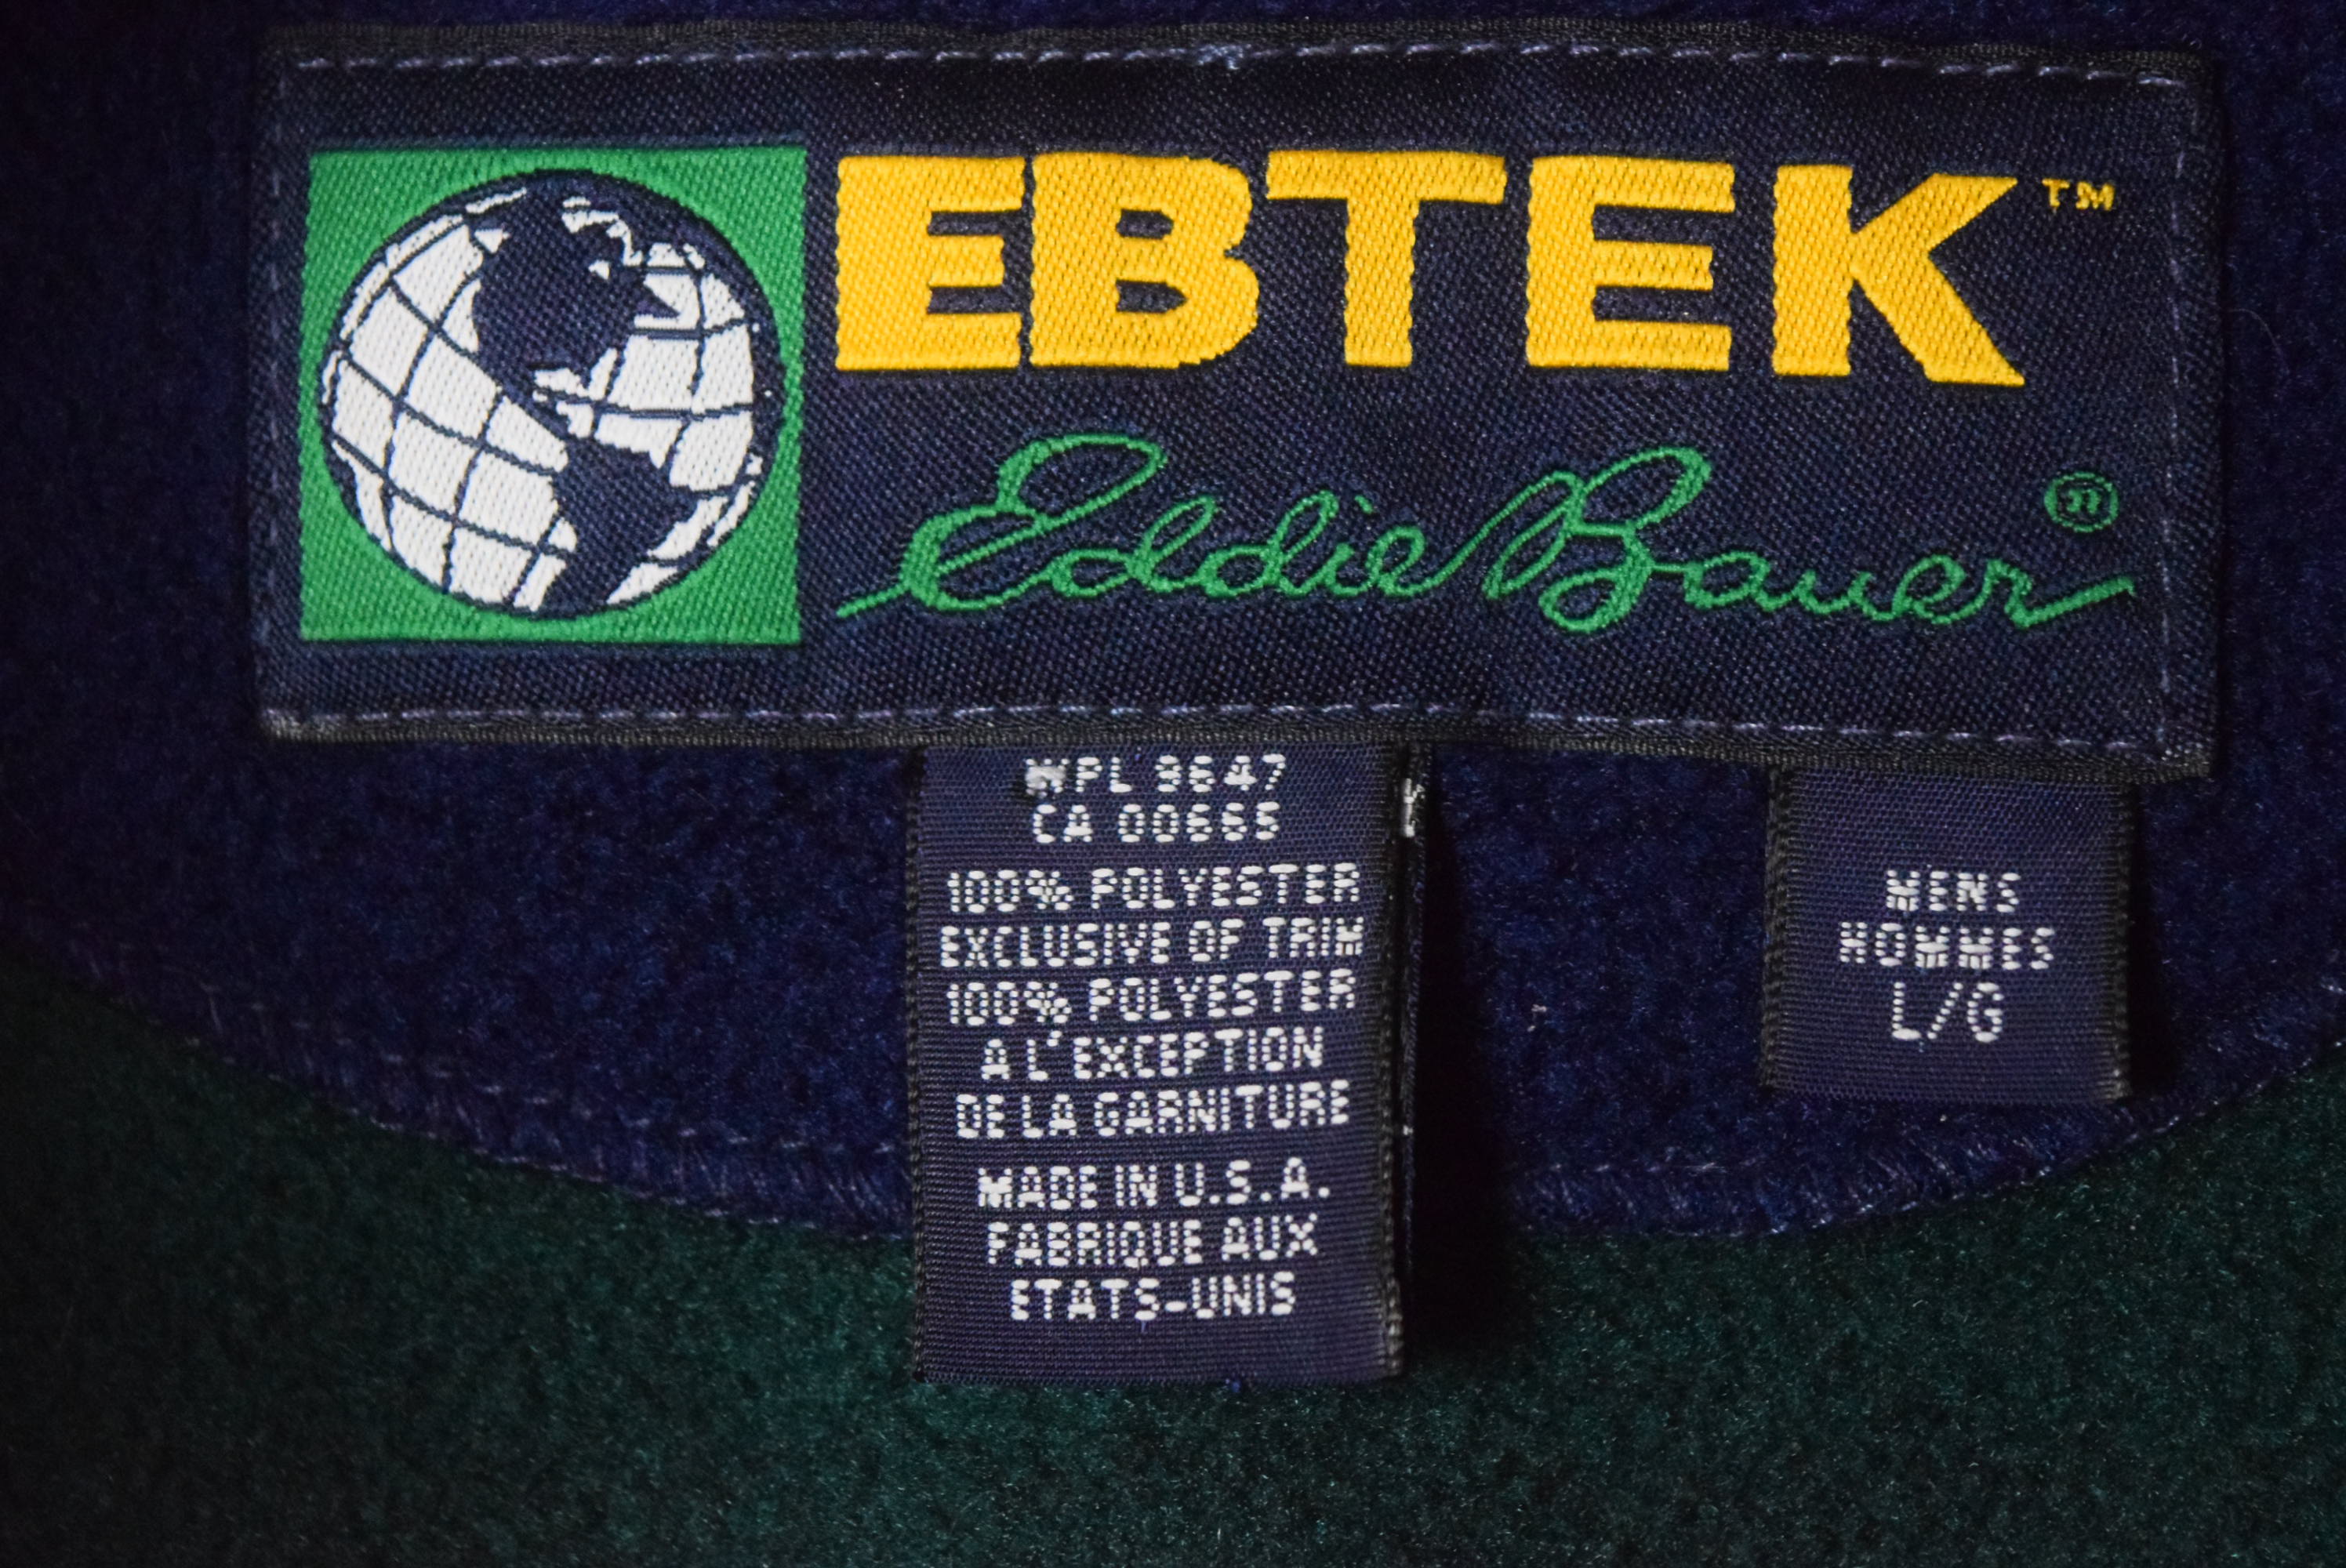 EBTEK™
Eddie Bauer®
WPL 9647
CA 00665
100% POLYESTER
EXCLUSIVE OF TRIM
100% POLYESTER
A L'EXCEPTION
DE LA GARNITURE
MADE IN U.S.A.
FABRIQUE AUX
ETATS-UNIS
MENS
HOMMES
L/G